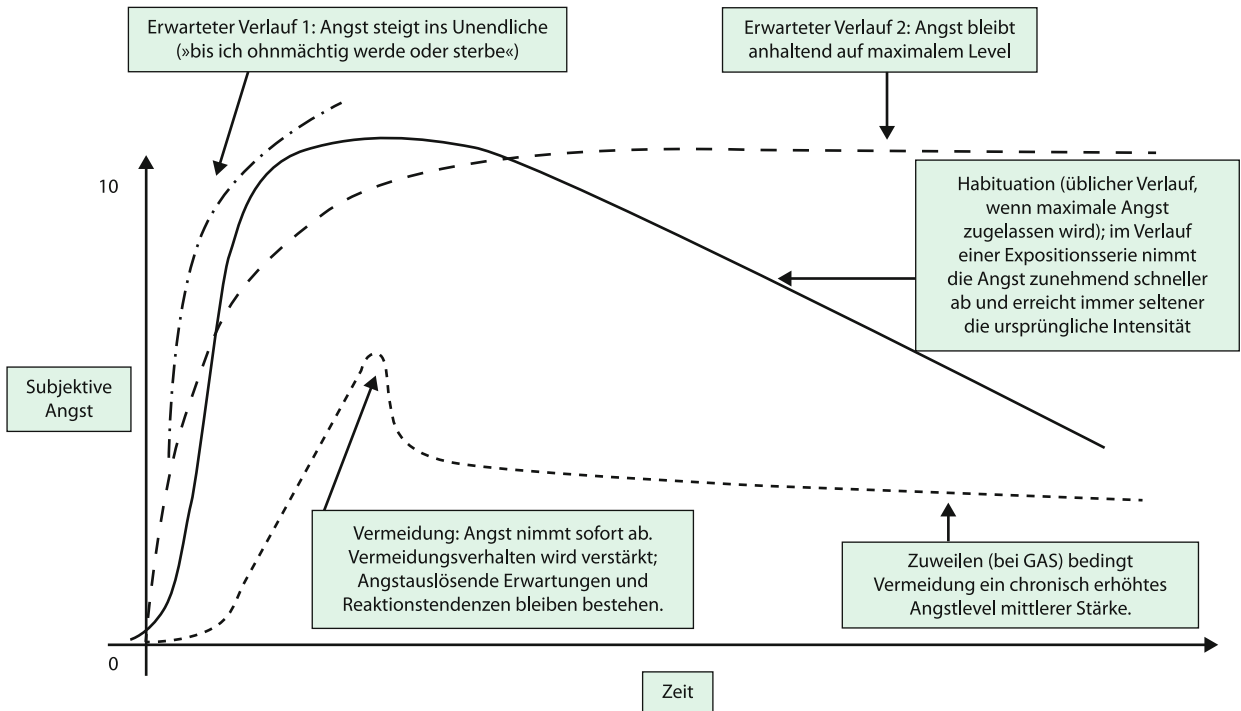 Erwarteter Verlauf 1: Angst steigt ins Unendliche
(»bis ich ohnmächtig werde oder sterbe«)
Erwarteter Verlauf 2: Angst bleibt
anhaltend auf maximalem Level
10
Habituation (üblicher Verlauf,
wenn maximale Angst
zugelassen wird); im Verlauf
einer Expositionsserie nimmt
die Angst zunehmend schneller
ab und erreicht immer seltener
die ursprüngliche Intensität
Subjektive
Angst
Vermeidung: Angst nimmt sofort ab.
Vermeidungsverhalten wird verstärkt;
Angstauslösende Erwartungen und
Reaktionstendenzen bleiben bestehen.
Zuweilen (bei GAS) bedingt
Vermeidung ein chronisch erhöhtes
Angstlevel mittlerer Stärke.
0
Zeit